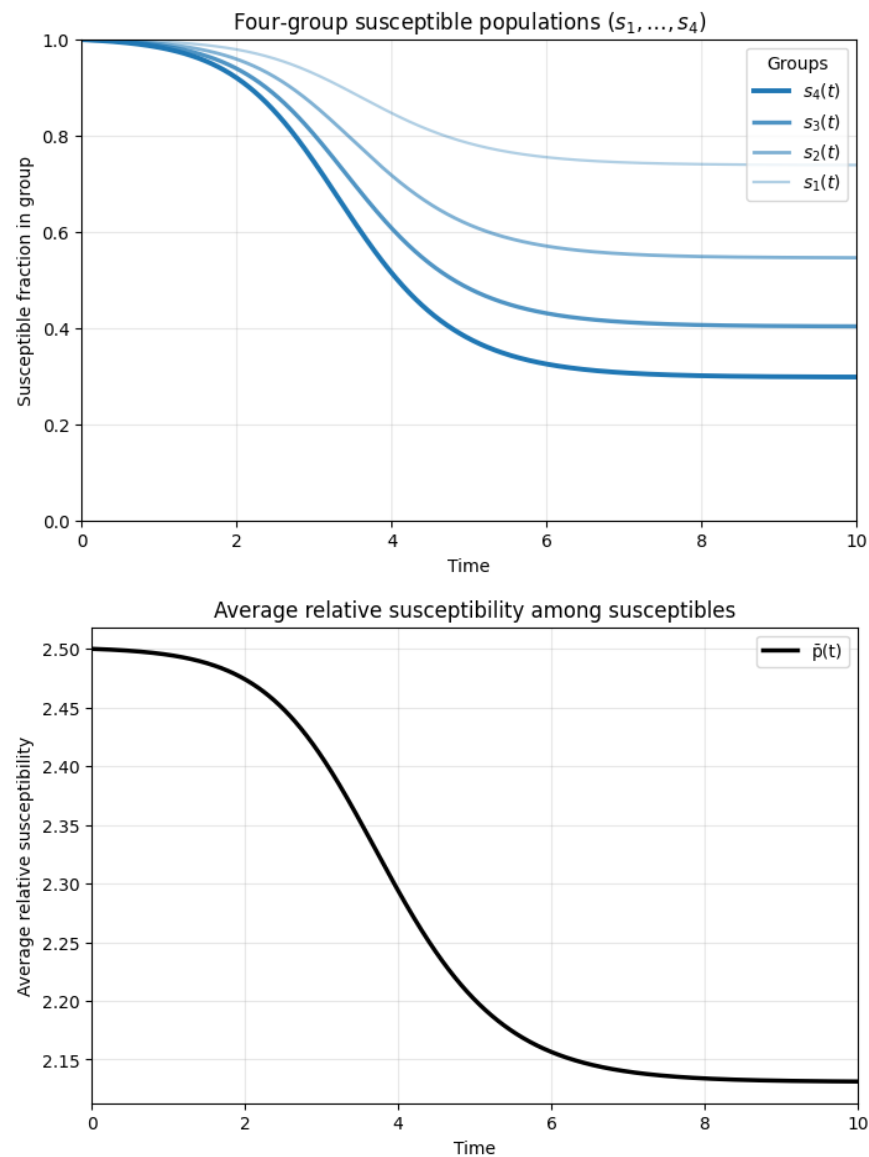 Four-group susceptible populations (s₁, ..., s₄)
Groups
s₄(t)
s₃(t)
s₂(t)
s₁(t)
1.0
0.8
0.6
0.4
0.2
0.0
Susceptible fraction in group
0 2 4 6 8 10
Time
Average relative susceptibility among susceptibles
p̄(t)
2.50
2.45
2.40
2.35
2.30
2.25
2.20
2.15
Average relative susceptibility
0 2 4 6 8 10
Time